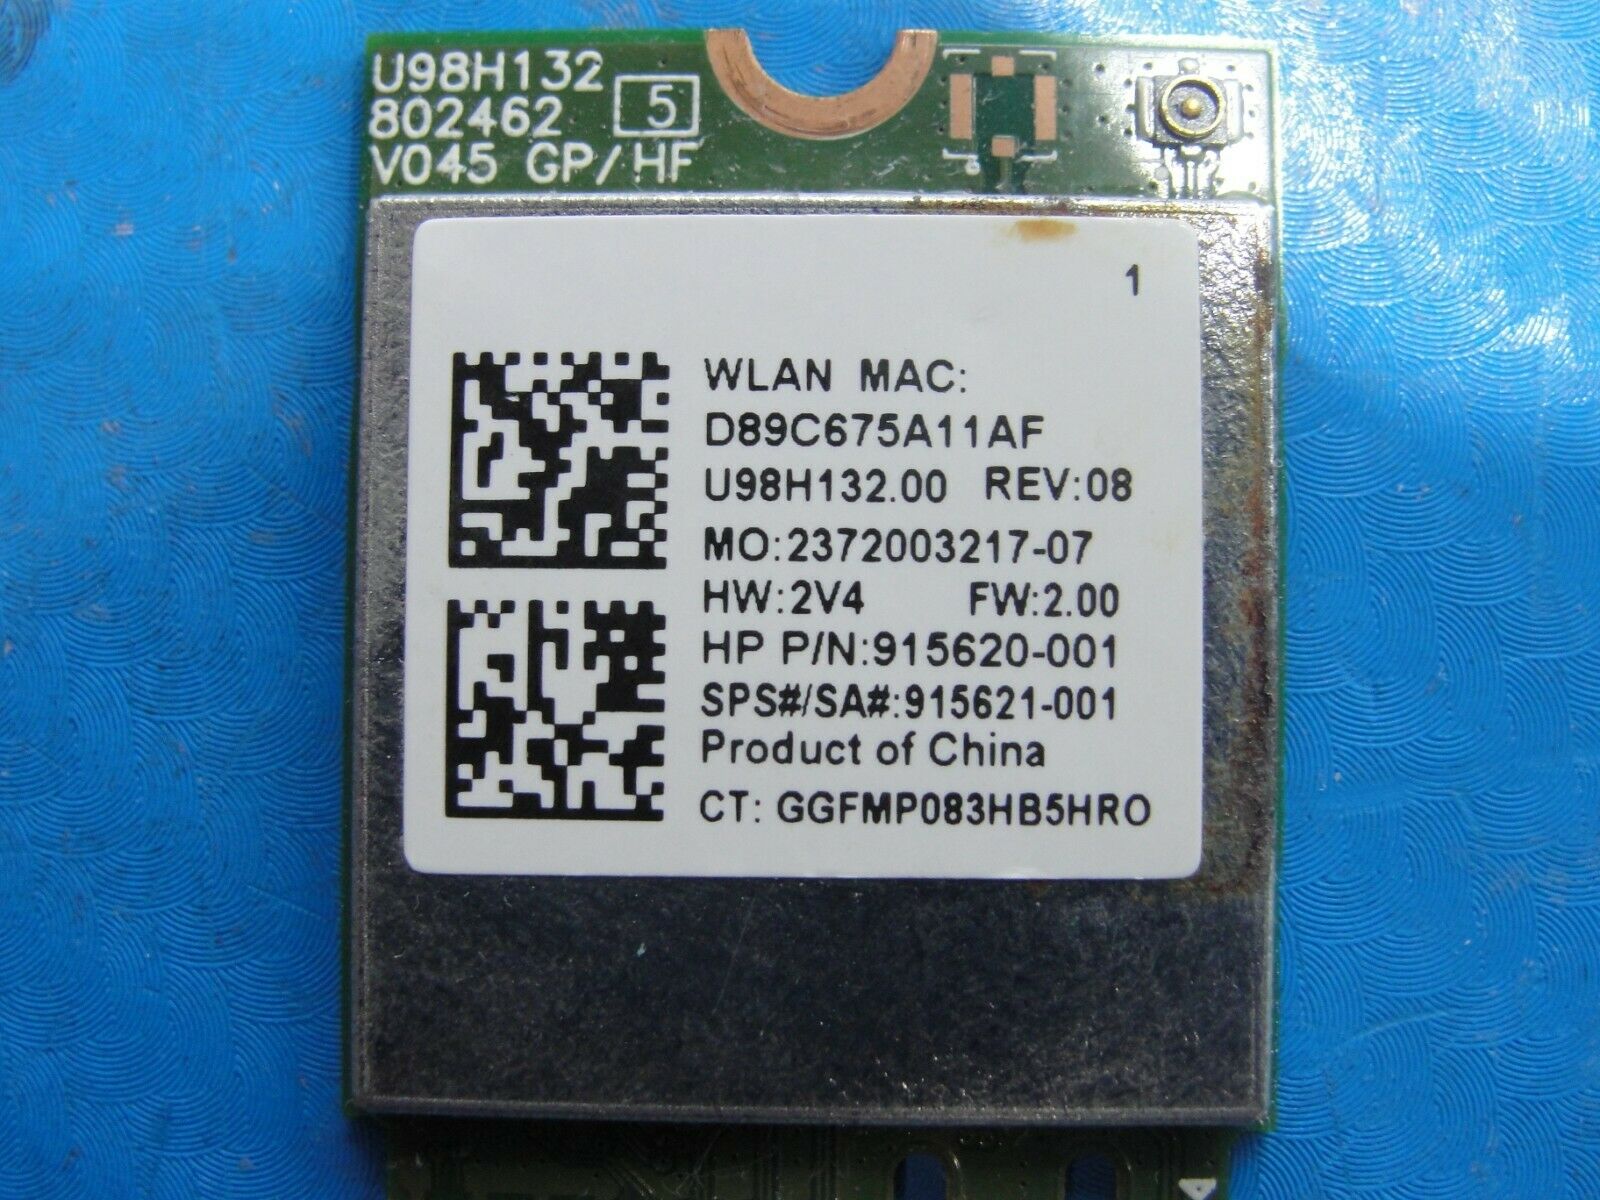 U98H132
802462 5
V045 GP/HF
1
WLAN MAC:
D89C675A11AF
U98H132.00 REV:08
MO:2372003217-07
HW:2V4 FW:2.00
HP P/N:915620-001
SPS#/SA#:915621-001
Product of China
CT: GGFMP083HB5HRO